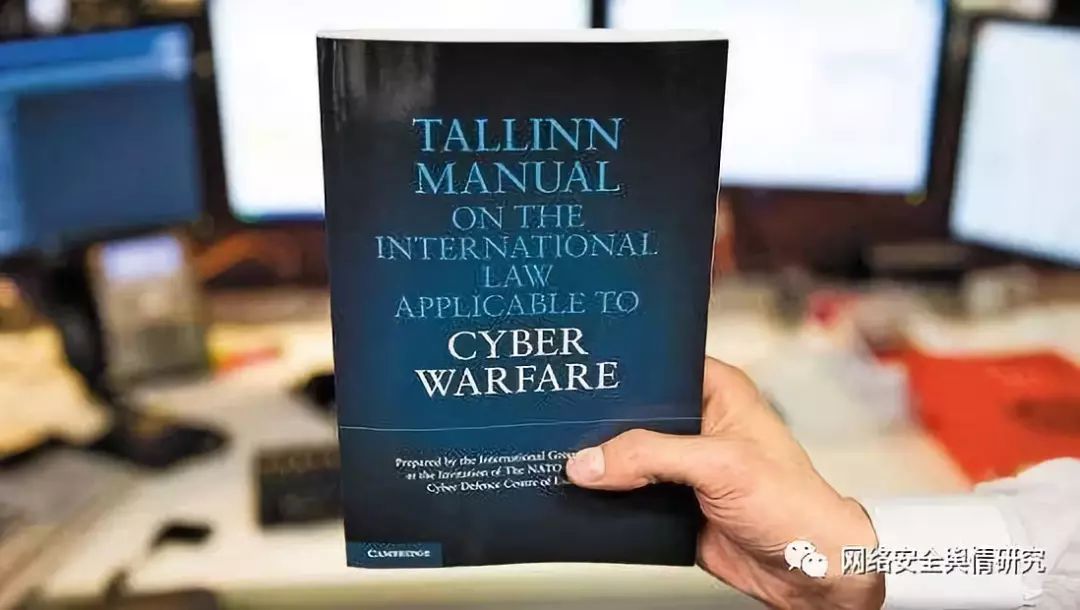 TALLINN
MANUAL
ON THE
INTERNATIONAL
LAW
APPLICABLE TO
CYBER
WARFARE
Prepared by the International
at the Invitation of The NATO
Cyber Defence Centre of
CAMBRIDGE
网络安全舆情研究